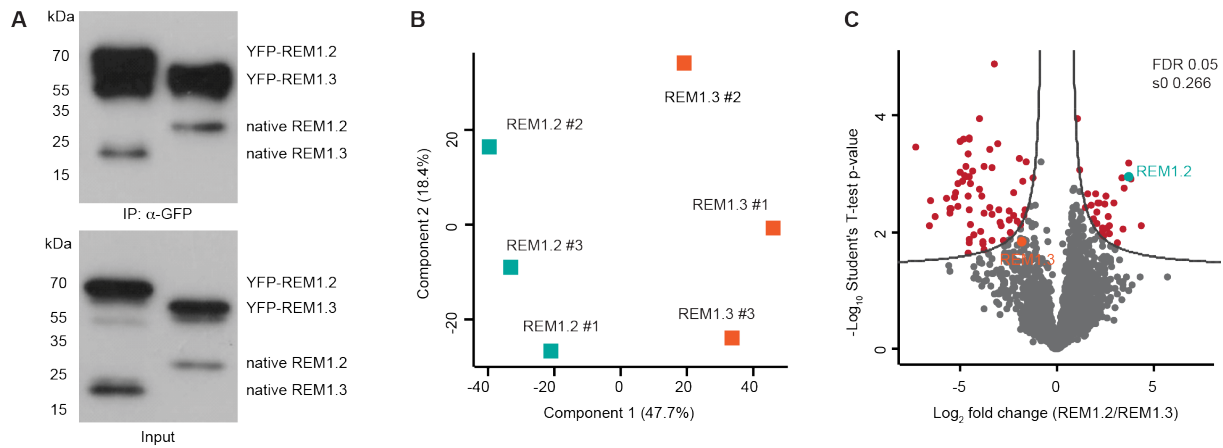 A
kDa
70
55
35
25
15
YFP-REM1.2
YFP-REM1.3
native REM1.2
native REM1.3
IP: α-GFP
kDa
70
55
35
25
15
YFP-REM1.2
YFP-REM1.3
native REM1.2
native REM1.3
Input
B
Component 2 (18.4%)
20
0
-20
REM1.3 #2
REM1.2 #2
REM1.3 #1
REM1.2 #3
REM1.3 #3
REM1.2 #1
-40
-20
0
20
40
Component 1 (47.7%)
C
FDR 0.05
s0 0.266
-Log10 Student's T-test p-value
4
2
0
REM1.2
REM1.3
-5
0
5
Log2 fold change (REM1.2/REM1.3)